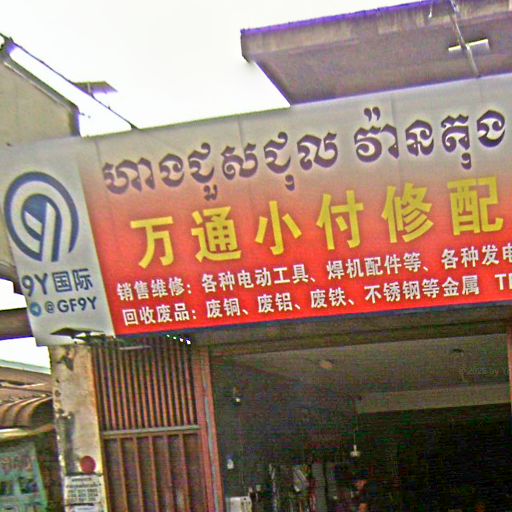 ហាងជួសជុល វ៉ាន់តុង
万通小付修配
9Y国际
@GF9Y
销售维修：各种电动工具、焊机配件等、各种发电
回收废品：废铜、废铝、废铁、不锈钢等金属